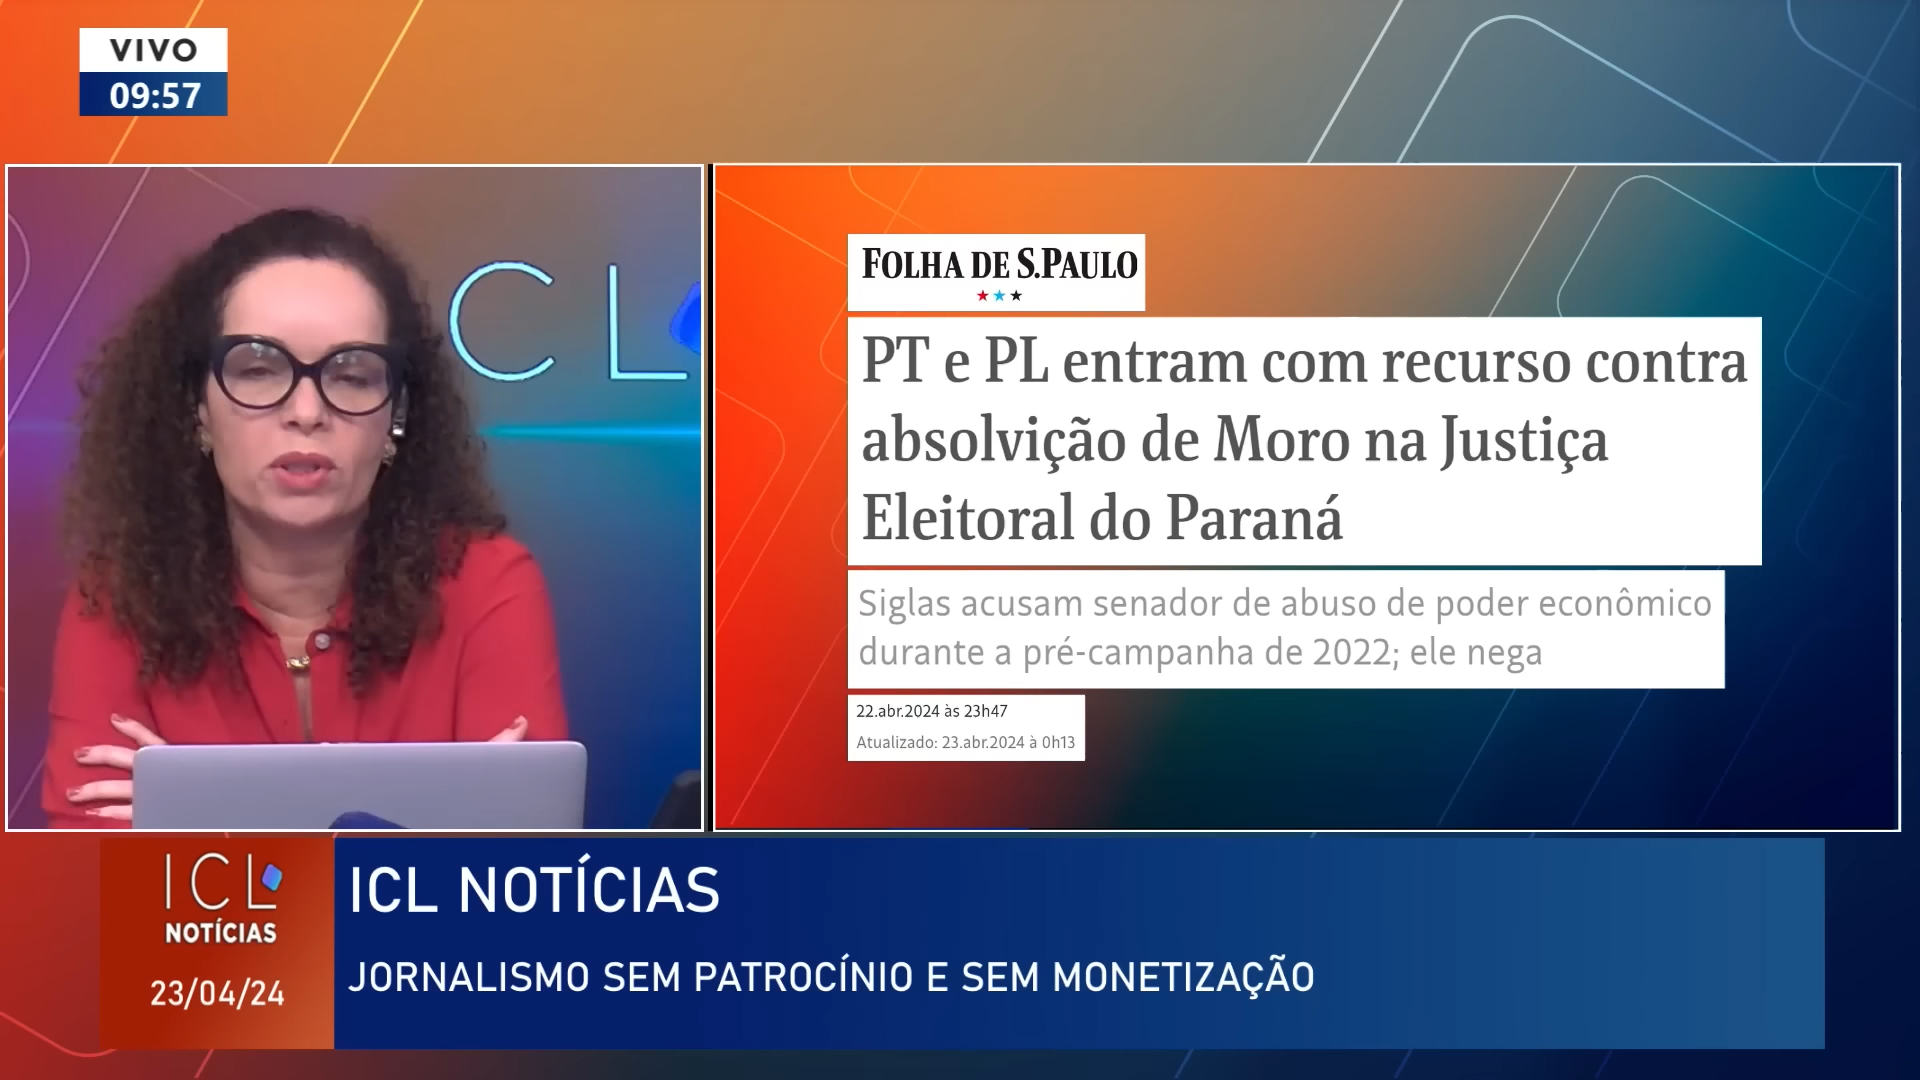 VIVO
09:57
CL
FOLHA DE S.PAULO
PT e PL entram com recurso contra
absolvição de Moro na Justiça
Eleitoral do Paraná
Siglas acusam senador de abuso de poder econômico
durante a pré-campanha de 2022; ele nega
22.abr.2024 às 23h47
Atualizado: 23.abr.2024 à 0h13
ICL
NOTÍCIAS
23/04/24
ICL NOTÍCIAS
JORNALISMO SEM PATROCÍNIO E SEM MONETIZAÇÃO